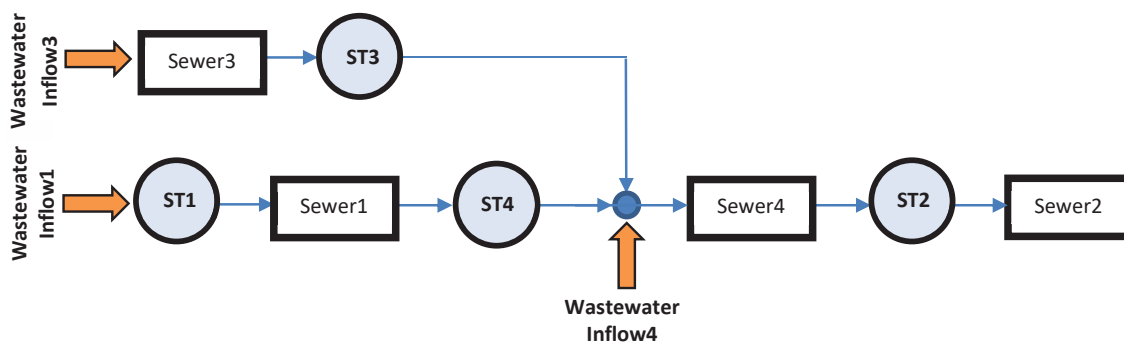 Wastewater
Inflow3
Sewer3
ST3
Wastewater
Inflow1
ST1
Sewer1
ST4
Sewer4
ST2
Sewer2
Wastewater
Inflow4